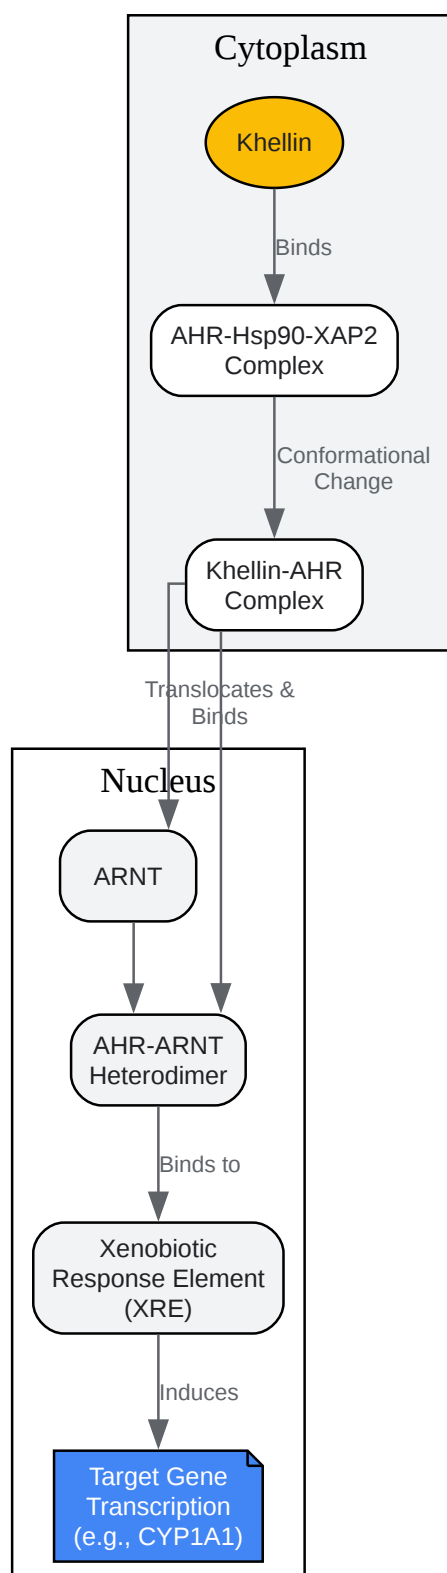 Cytoplasm
Khellin
Binds
AHR-Hsp90-XAP2
Complex
Conformational
Change
Khellin-AHR
Complex
Translocates &
Binds
Nucleus
ARNT
AHR-ARNT
Heterodimer
Binds to
Xenobiotic
Response Element
(XRE)
Induces
Target Gene
Transcription
(e.g., CYP1A1)